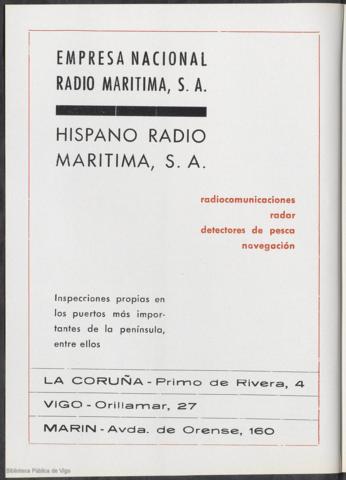 EMPRESA NACIONAL
RADIO MARITIMA, S. A.
HISPANO RADIO
MARITIMA, S. A.
radiocomunicaciones
radar
detectores de pesca
navegación
Inspecciones propias en
los puertos más impor-
tantes de la península,
entre ellos
LA CORUÑA - Primo de Rivera, 4
VIGO - Orillamar, 27
MARIN - Avda. de Orense, 160
Biblioteca Pública de Vigo